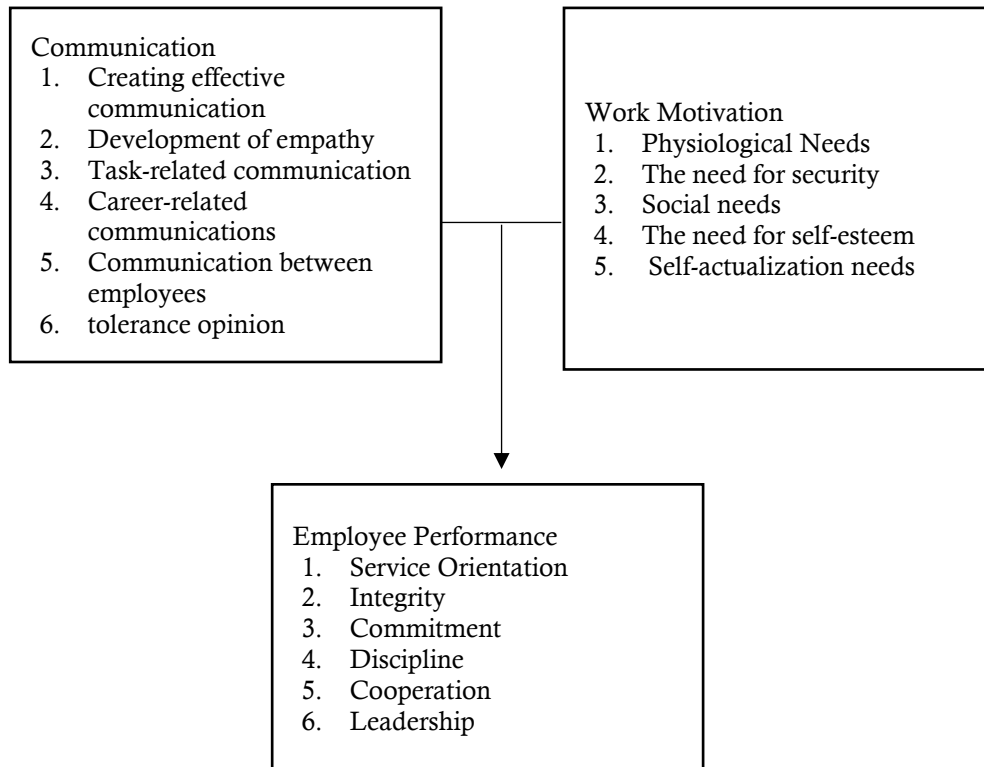 Communication
1. Creating effective
communication
2. Development of empathy
3. Task-related communication
4. Career-related
communications
5. Communication between
employees
6. tolerance opinion
Work Motivation
1. Physiological Needs
2. The need for security
3. Social needs
4. The need for self-esteem
5. Self-actualization needs
Employee Performance
1. Service Orientation
2. Integrity
3. Commitment
4. Discipline
5. Cooperation
6. Leadership